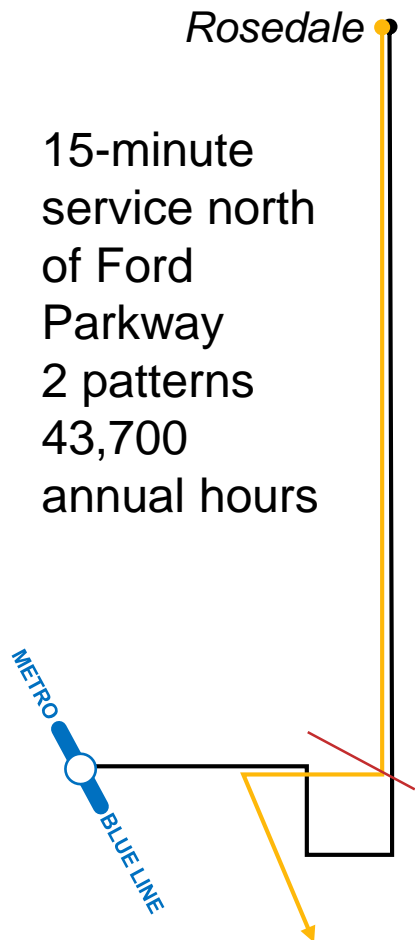 Rosedale
15-minute
service north
of Ford
Parkway
2 patterns
43,700
annual hours
METRO
BLUE LINE